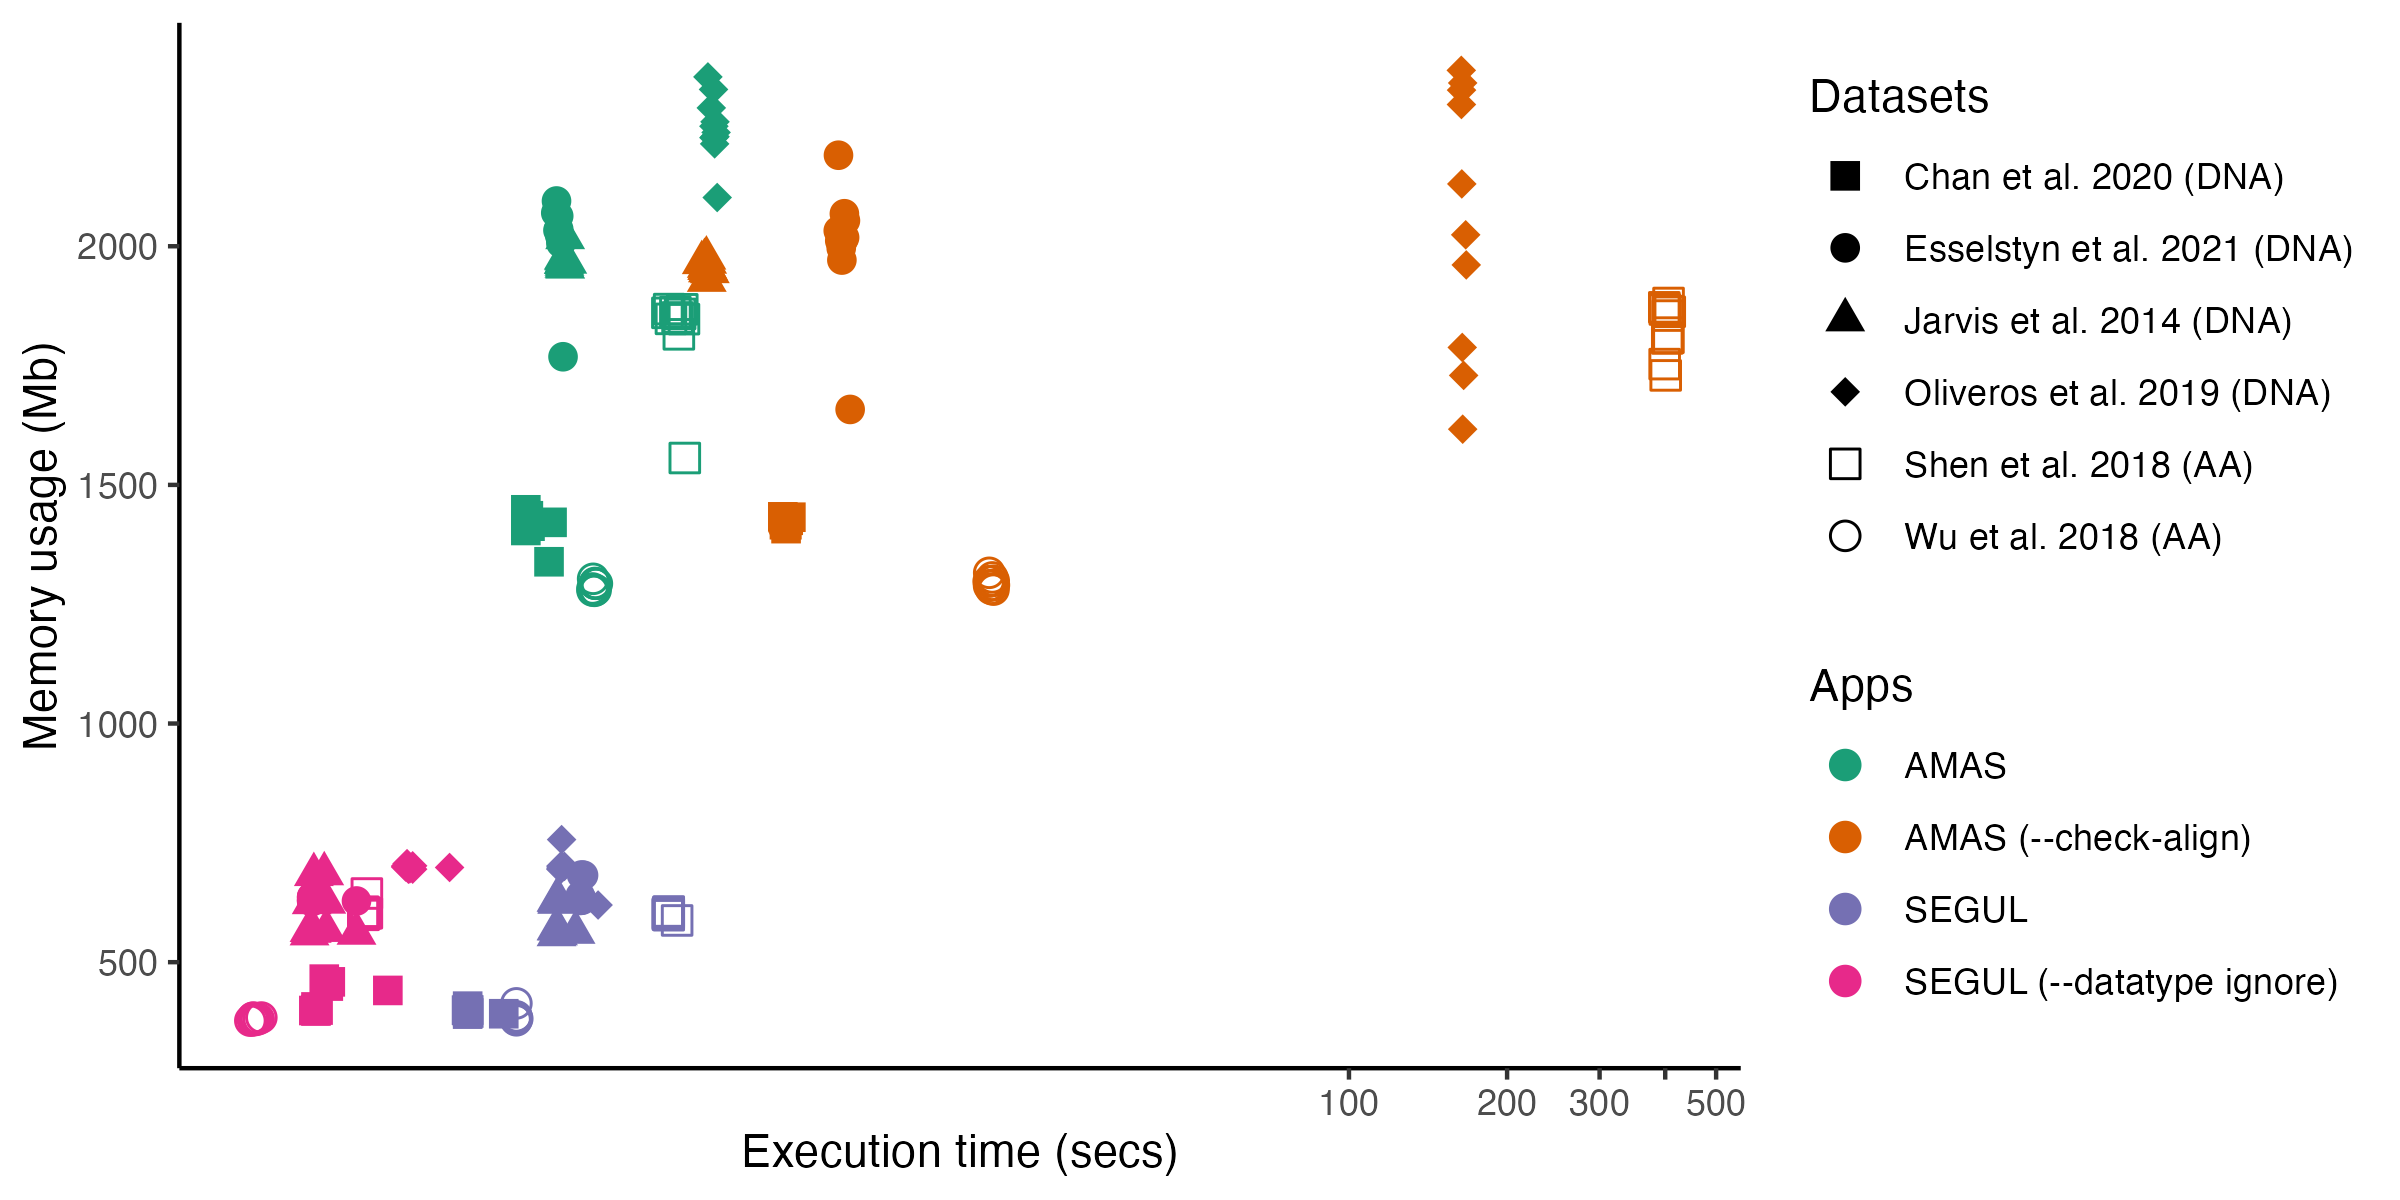 Memory usage (Mb)
2000
1500
1000
500
100
200
300
500
Execution time (secs)
Datasets
Chan et al. 2020 (DNA)
Esselstyn et al. 2021 (DNA)
Jarvis et al. 2014 (DNA)
Oliveros et al. 2019 (DNA)
Shen et al. 2018 (AA)
Wu et al. 2018 (AA)
Apps
AMAS
AMAS (--check-align)
SEGUL
SEGUL (--datatype ignore)